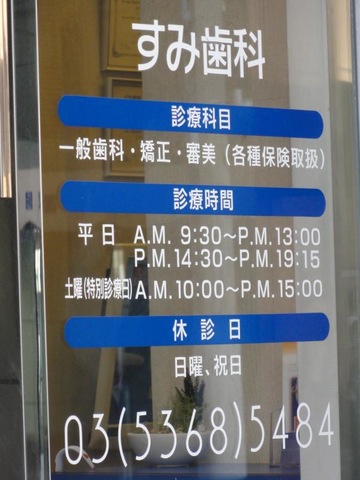 すみ歯科
診療科目
一般歯科・矯正・審美（各種保険取扱）
診療時間
平日 A.M. 9:30～P.M.13:00
P.M.14:30～P.M.19:15
土曜(特別診療日) A.M.10:00～P.M.15:00
休診日
日曜、祝日
03(5368)5484